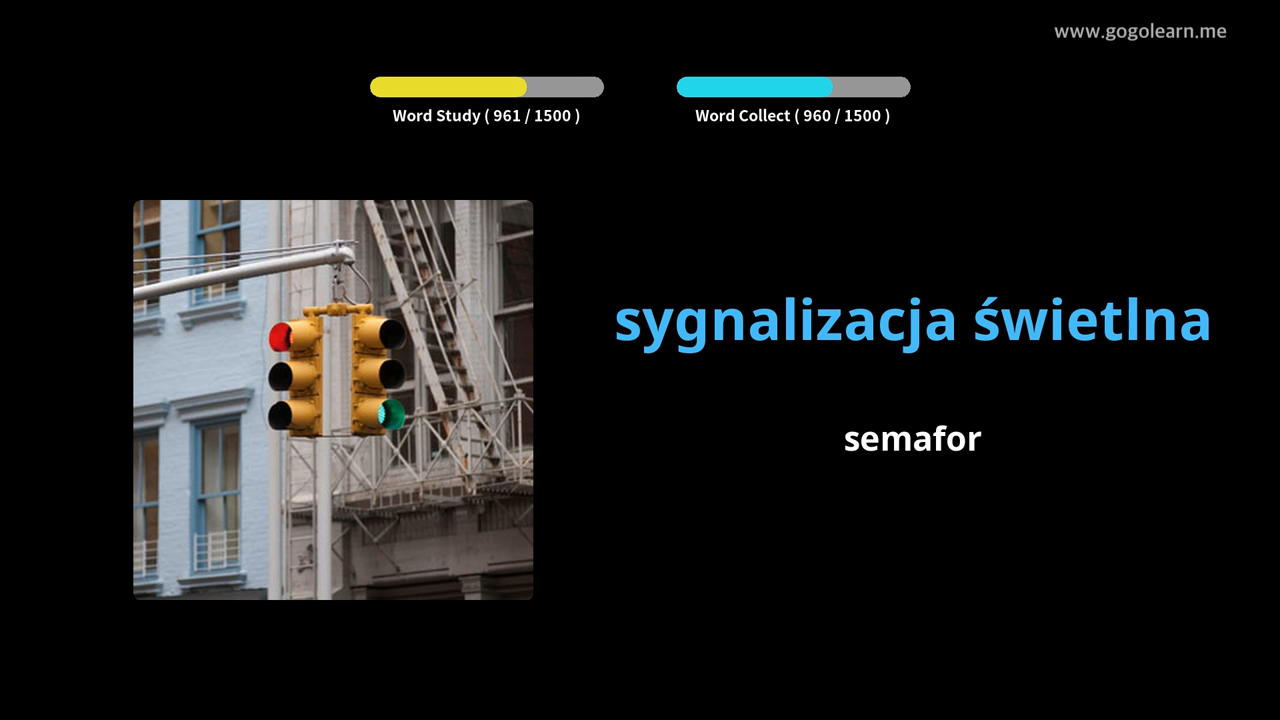 www.gogolearn.me
Word Study ( 961 / 1500 )
Word Collect ( 960 / 1500 )
sygnalizacja świetlna
semafor